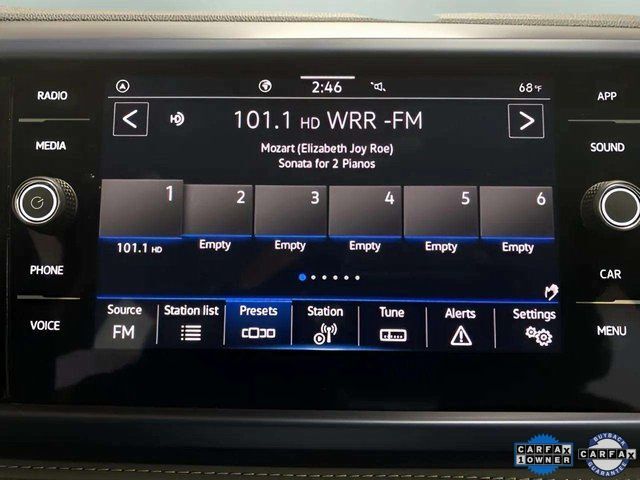 2:46
68°F
RADIO
MEDIA
PHONE
VOICE
APP
SOUND
CAR
MENU
<
HD
101.1 HD WRR -FM
>
Mozart (Elizabeth Joy Roe)
Sonata for 2 Pianos
1 2 3 4 5 6
101.1 HD Empty Empty Empty Empty Empty
Source Station list Presets Station Tune Alerts Settings
FM
CARFAX
1 OWNER
BUYBACK
CARFAX
GUARANTEE